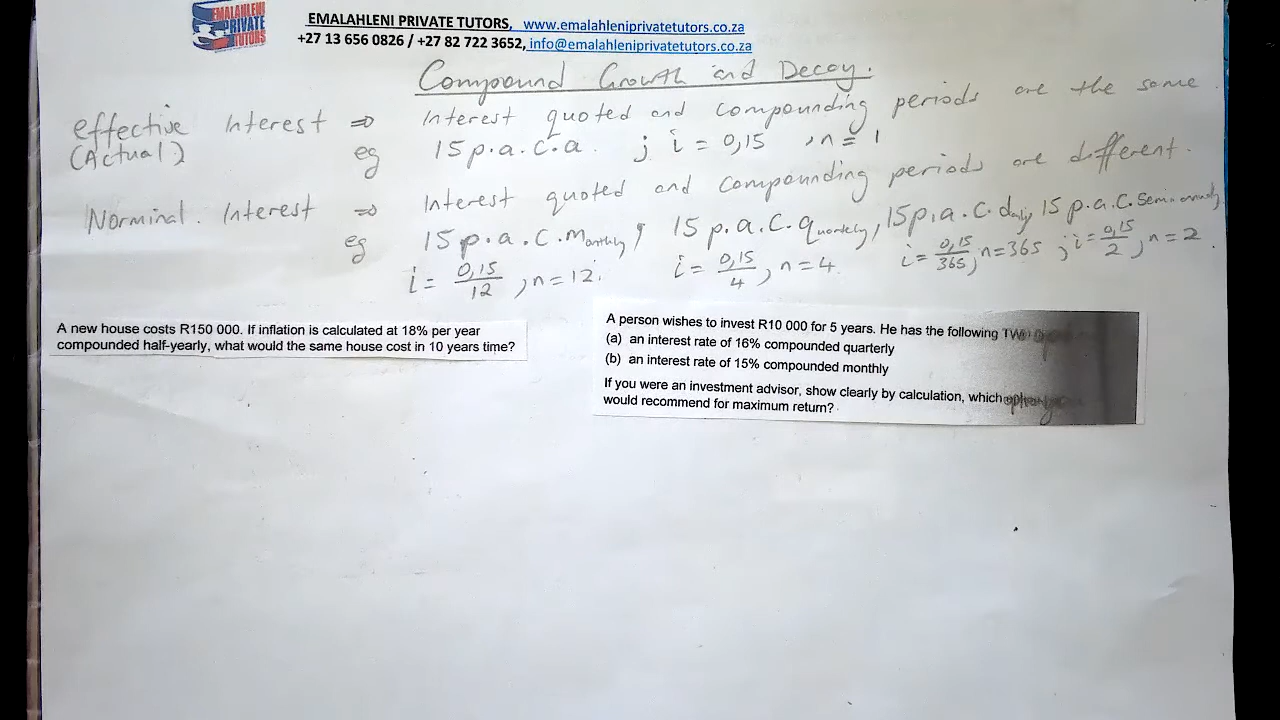 EMALAHLENI
PRIVATE
TUTORS
EMALAHLENI PRIVATE TUTORS, www.emalahleniprivatetutors.co.za
+27 13 656 0826 / +27 82 722 3652, info@emalahleniprivatetutors.co.za
Compound Growth and Decay.
effective Interest ⇒ Interest quoted and compounding periods are the same
(Actual) eg 15 p.a.c.a. ; i = 0,15 , n = 1
Norminal. Interest ⇒ Interest quoted and compounding periods are different.
eg 15 p.a.c. Monthly, 15 p.a.c. quarterly, 15 p.a.c. daily, 15 p.a.c. semi-annually
i = 0,15/12 , n = 12. i = 0,15/4 , n = 4. i = 0,15/365, n = 365 ; i = 0,15/2 , n = 2.
A new house costs R150 000. If inflation is calculated at 18% per year
compounded half-yearly, what would the same house cost in 10 years time?
A person wishes to invest R10 000 for 5 years. He has the following TWO
(a) an interest rate of 16% compounded quarterly
(b) an interest rate of 15% compounded monthly
If you were an investment advisor, show clearly by calculation, which
would recommend for maximum return?